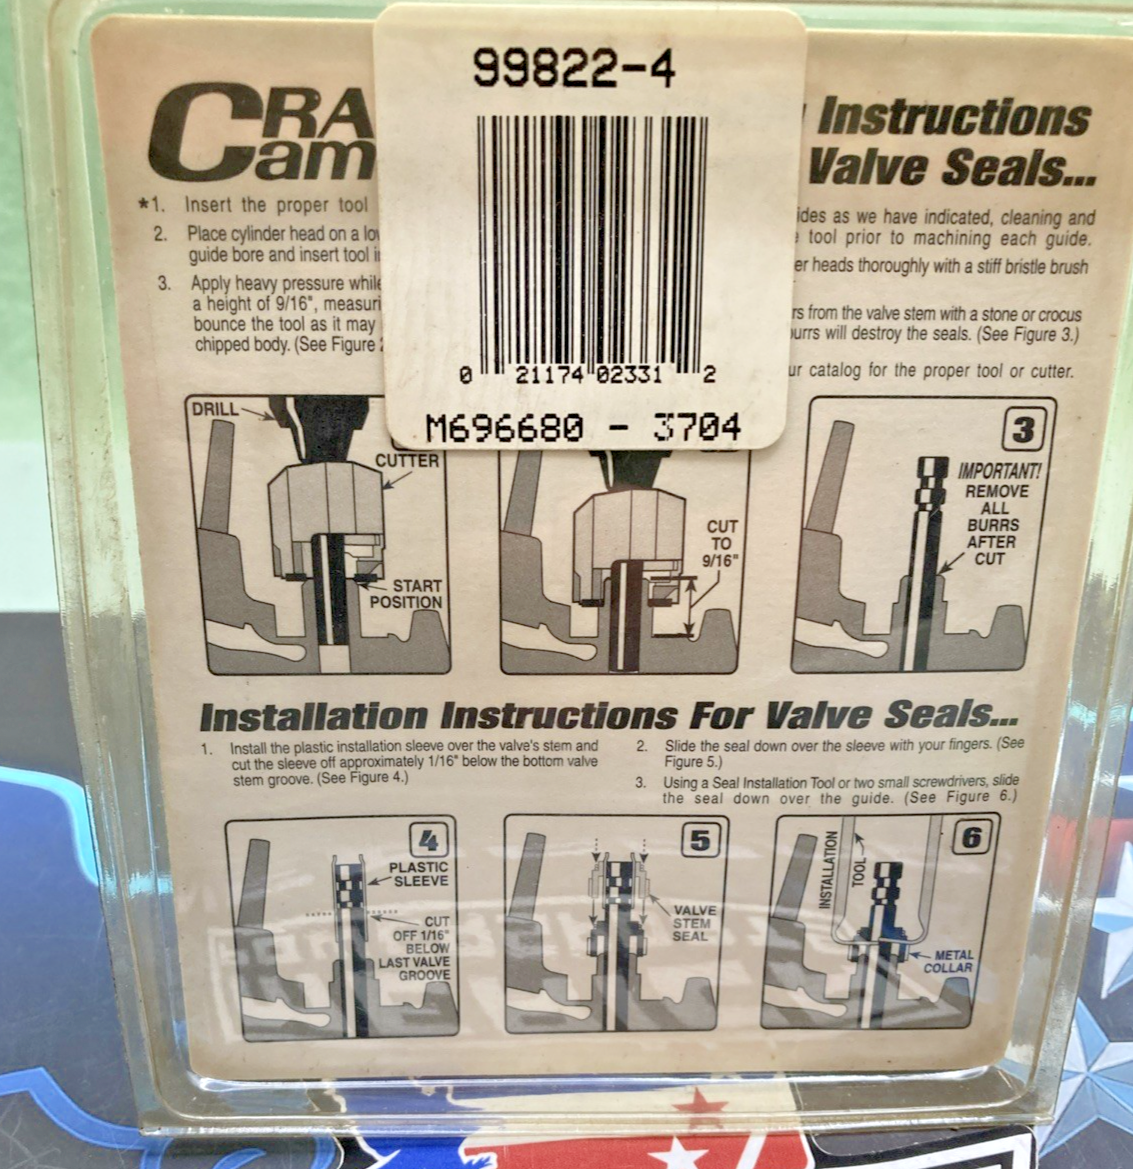 99822-4
0 21174 02331 2
M696680 - 3704
CRA
Cam
Instructions
Valve Seals...
*1. Insert the proper tool
2. Place cylinder head on a
guide bore and insert tool
3. Apply heavy pressure while
a height of 9/16", 
bounce the tool as it may
chipped body. (See Figure
as we have indicated, cleaning and
tool prior to machining each guide.
heads thoroughly with a stiff bristle brush
from the valve stem with a stone or crocus
will destroy the seals. (See Figure 3.)
catalog for the proper tool or cutter.
DRILL
CUTTER
START
POSITION
CUT
TO
9/16"
3
IMPORTANT!
REMOVE
ALL
BURRS
AFTER
CUT
Installation Instructions For Valve Seals...
1. Install the plastic installation sleeve over the valve's stem and
cut the sleeve off approximately 1/16" below the bottom valve
stem groove. (See Figure 4.)
2. Slide the seal down over the sleeve with your fingers. (See
Figure 5.)
3. Using a Seal Installation Tool or two small screwdrivers, slide
the seal down over the guide. (See Figure 6.)
4
PLASTIC
SLEEVE
CUT
OFF 1/16"
BELOW
LAST VALVE
GROOVE
5
VALVE
STEM
SEAL
6
INSTALLATION
TOOL
METAL
COLLAR